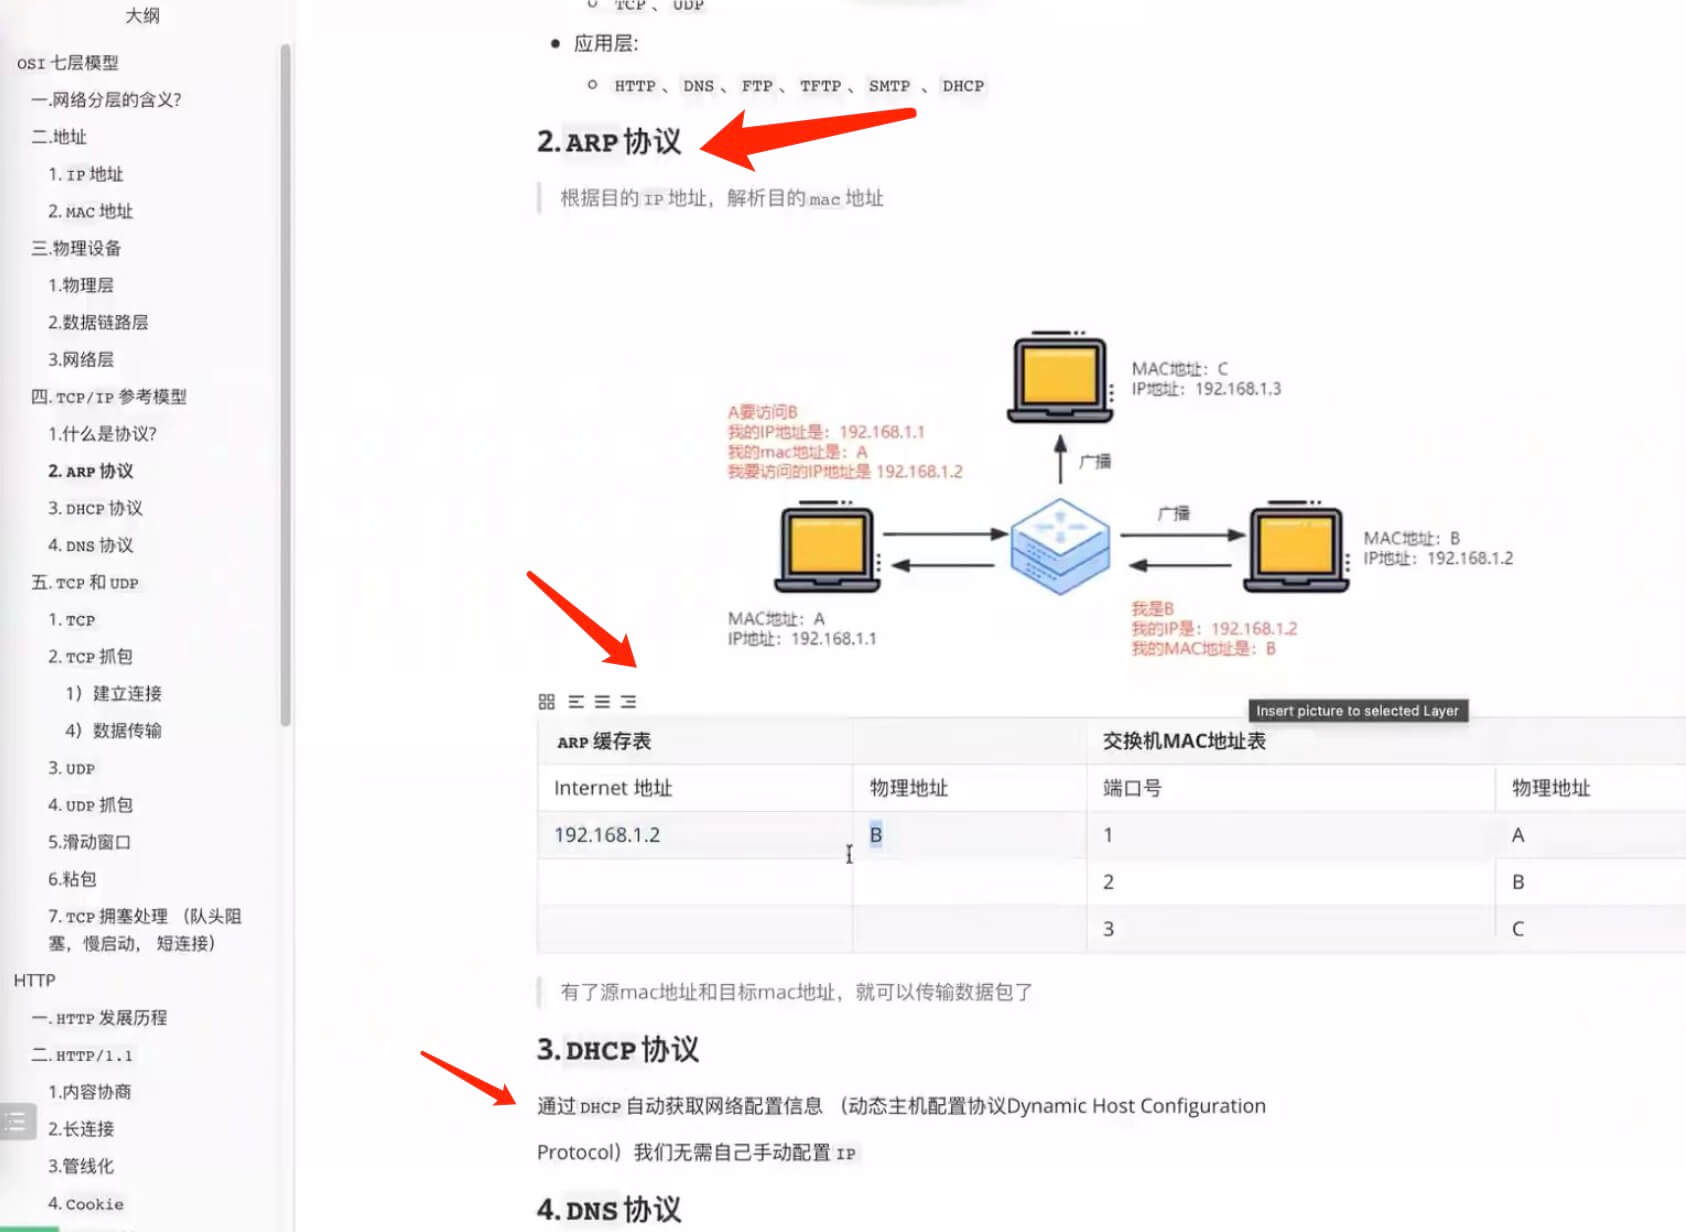 大纲
OSI 七层模型
一.网络分层的含义?
二.地址
1. IP 地址
2. MAC 地址
三.物理设备
1.物理层
2.数据链路层
3.网络层
四. TCP/IP 参考模型
1.什么是协议?
2. ARP 协议
3. DHCP 协议
4. DNS 协议
五. TCP 和 UDP
1. TCP
2. TCP 抓包
1）建立连接
4）数据传输
3. UDP
4. UDP 抓包
5.滑动窗口
6.粘包
7. TCP 拥塞处理 （队头阻
塞，慢启动， 短连接）
HTTP
一. HTTP 发展历程
二. HTTP/1.1
1.内容协商
2.长连接
3.管线化
4. Cookie
TCP 、 UDP
应用层:
HTTP 、 DNS 、 FTP 、 TFTP 、 SMTP 、 DHCP
2. ARP 协议
根据目的 IP 地址，解析目的 mac 地址
MAC地址：C
IP地址：192.168.1.3
A要访问B
我的IP地址是：192.168.1.1
我的mac地址是：A
我要访问的IP地址是 192.168.1.2
广播
广播
MAC地址：B
IP地址：192.168.1.2
MAC地址：A
IP地址：192.168.1.1
我是B
我的IP是：192.168.1.2
我的MAC地址是：B
Insert picture to selected Layer
ARP 缓存表 交换机MAC地址表
Internet 地址 物理地址 端口号 物理地址
192.168.1.2 B 1 A
2 B
3 C
有了源mac地址和目标mac地址，就可以传输数据包了
3. DHCP 协议
通过 DHCP 自动获取网络配置信息 （动态主机配置协议Dynamic Host Configuration
Protocol）我们无需自己手动配置 IP
4. DNS 协议